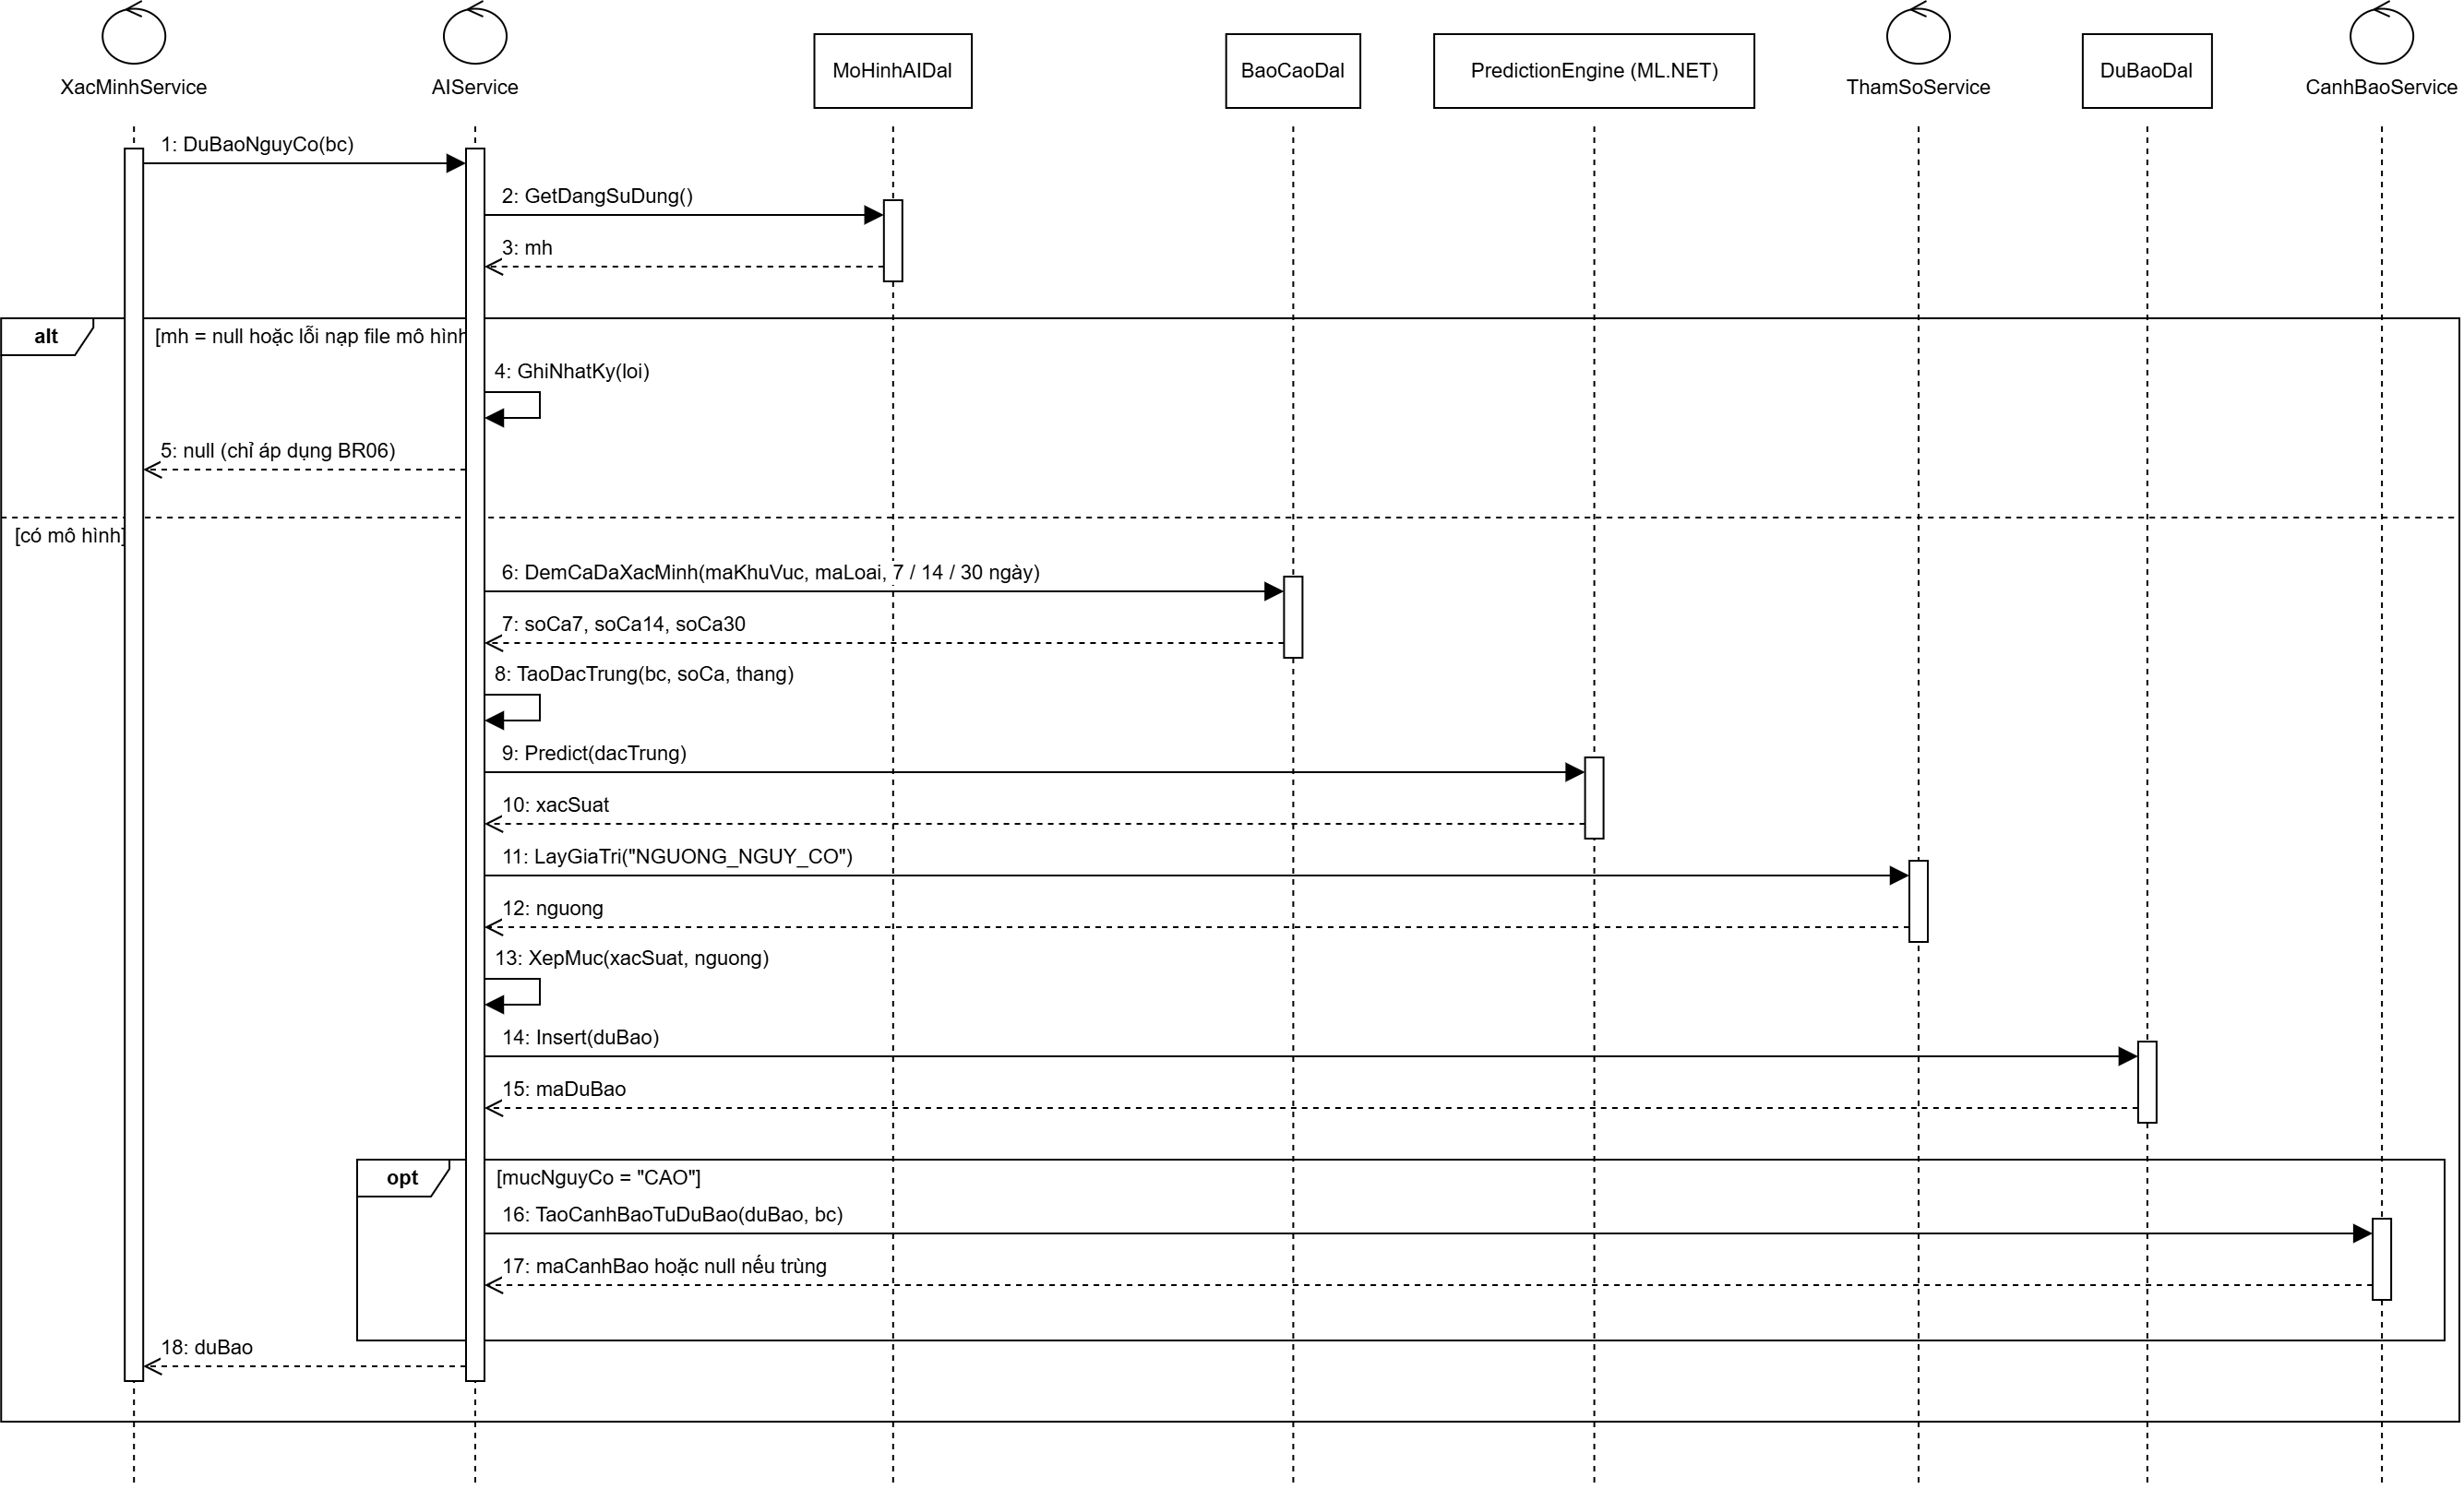 XacMinhService
AIService
MoHinhAIDal
BaoCaoDal
PredictionEngine (ML.NET)
ThamSoService
DuBaoDal
CanhBaoService
1: DuBaoNguyCo(bc)
2: GetDangSuDung()
3: mh
alt
[mh = null hoặc lỗi nạp file mô hình
4: GhiNhatKy(loi)
5: null (chỉ áp dụng BR06)
[có mô hình]
6: DemCaDaXacMinh(maKhuVuc, maLoai, 7 / 14 / 30 ngày)
7: soCa7, soCa14, soCa30
8: TaoDacTrung(bc, soCa, thang)
9: Predict(dacTrung)
10: xacSuat
11: LayGiaTri("NGUONG_NGUY_CO")
12: nguong
13: XepMuc(xacSuat, nguong)
14: Insert(duBao)
15: maDuBao
opt
[mucNguyCo = "CAO"]
16: TaoCanhBaoTuDuBao(duBao, bc)
17: maCanhBao hoặc null nếu trùng
18: duBao